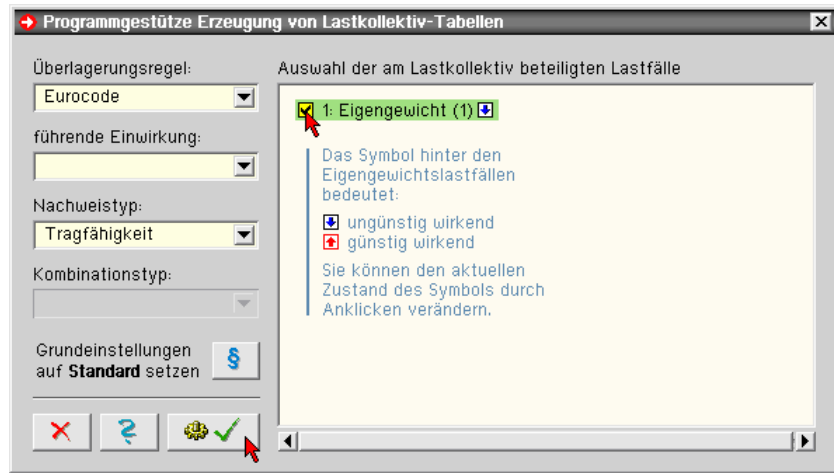 Programmgestütze Erzeugung von Lastkollektiv-Tabellen
Überlagerungsregel:
Eurocode
führende Einwirkung:
Nachweistyp:
Tragfähigkeit
Kombinationstyp:
Grundeinstellungen
auf Standard setzen
§
Auswahl der am Lastkollektiv beteiligten Lastfälle
1: Eigengewicht (1)
Das Symbol hinter den
Eigengewichtslastfällen
bedeutet:
ungünstig wirkend
günstig wirkend
Sie können den aktuellen
Zustand des Symbols durch
Anklicken verändern.